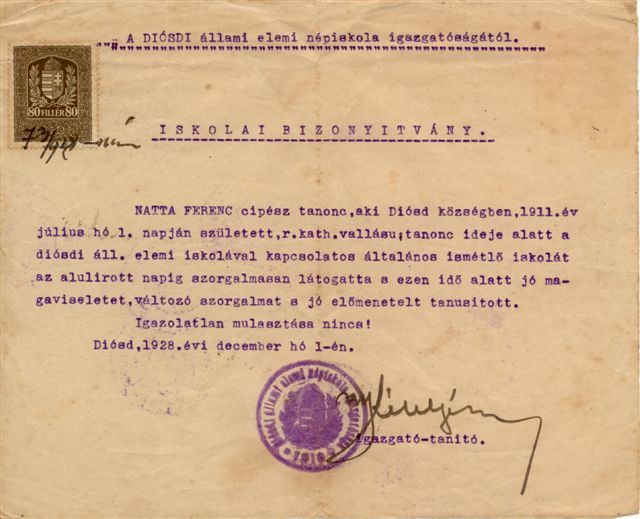 A DIÓSDI állami elemi népiskola igazgatóságától.
80 FILLÉR 80
ISKOLAI BIZONYITVÁNY.
NATTA FERENC cipész tanonc,aki Diósd községben,1911.év
július hó 1. napján született,r.kath.vallásu;tanonc ideje alatt a
diósdi áll. elemi iskolával kapcsolatos általános ismétlő iskolát
az alulirott napig szorgalmasan látogatta s ezen idő alatt jó ma-
gaviseletet,változó szorgalmat s jó előmenetelt tanusitott.
Igazolatlan mulasztása nincs!
Diósd,1928.évi december hó 1-én.
igazgató-tanító.